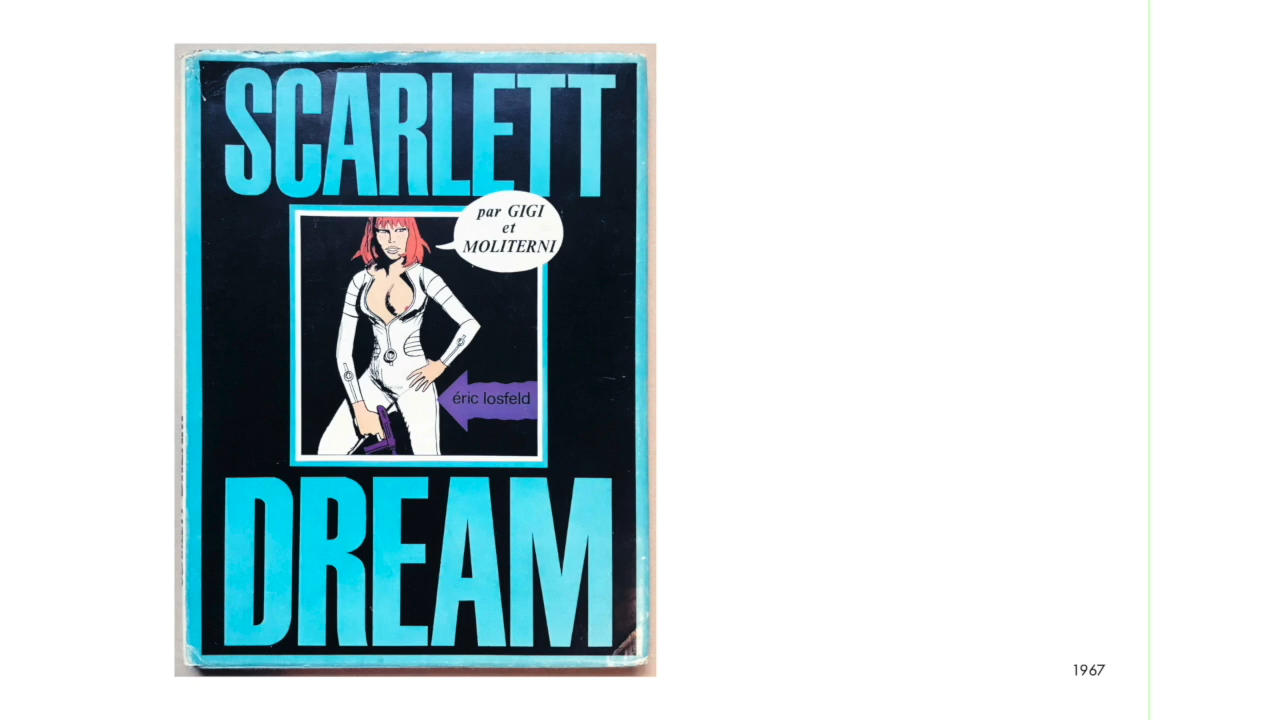 SCARLETT
par GIGI
et
MOLITERNI
éric losfeld
DREAM
1967